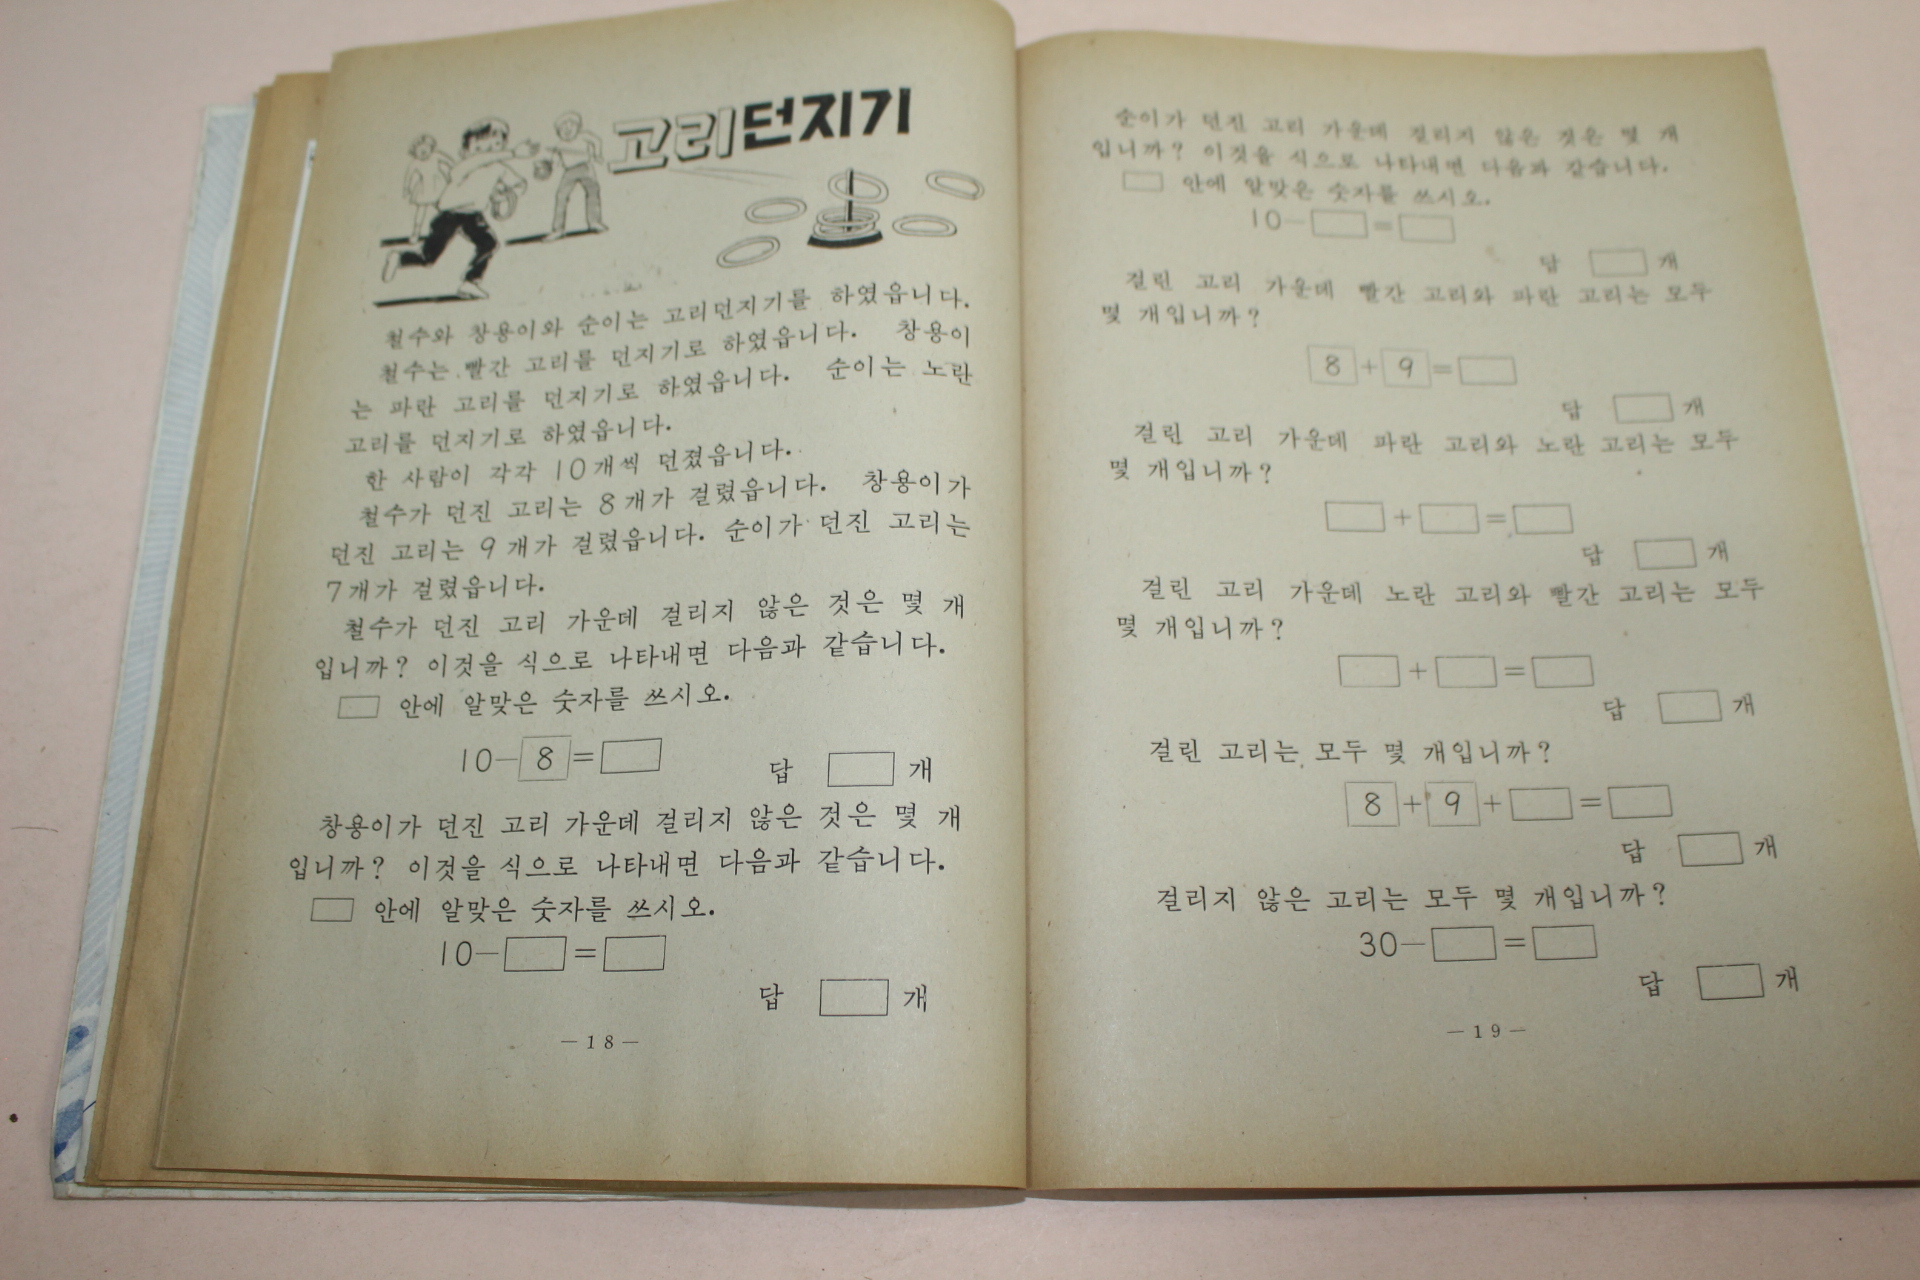 고리던지기
철수와 창용이와 순이는 고리던지기를 하였읍니다.
철수는 빨간 고리를 던지기로 하였읍니다. 창용이
는 파란 고리를 던지기로 하였읍니다. 순이는 노란
고리를 던지기로 하였읍니다.
한 사람이 각각 10개씩 던졌읍니다.
철수가 던진 고리는 8개가 걸렸읍니다. 창용이가
던진 고리는 9개가 걸렸읍니다. 순이가 던진 고리는
7개가 걸렸읍니다.
철수가 던진 고리 가운데 걸리지 않은 것은 몇 개
입니까? 이것을 식으로 나타내면 다음과 같습니다.
□ 안에 알맞은 숫자를 쓰시오.
10-8=□
답 □ 개
창용이가 던진 고리 가운데 걸리지 않은 것은 몇 개
입니까? 이것을 식으로 나타내면 다음과 같습니다.
□ 안에 알맞은 숫자를 쓰시오.
10-□=□
답 □ 개
—18—
순이가 던진 고리 가운데 걸리지 않은 것은 몇 개
입니까? 이것을 식으로 나타내면 다음과 같습니다.
□ 안에 알맞은 숫자를 쓰시오.
10-□=□
답 □ 개
걸린 고리 가운데 빨간 고리와 파란 고리는 모두
몇 개입니까?
8+9=□
답 □ 개
걸린 고리 가운데 파란 고리와 노란 고리는 모두
몇 개입니까?
□+□=□
답 □ 개
걸린 고리 가운데 노란 고리와 빨간 고리는 모두
몇 개입니까?
□+□=□
답 □ 개
걸린 고리는 모두 몇 개입니까?
8+9+□=□
답 □ 개
걸리지 않은 고리는 모두 몇 개입니까?
30-□=□
답 □ 개
—19—